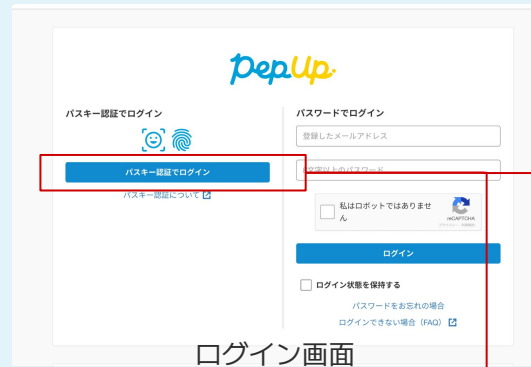 PepUp.
パスキー認証でログイン
パスキー認証でログイン
パスキー認証について
パスワードでログイン
登録したメールアドレス
文字以上のパスワード
私はロボットではありませ
ん
reCAPTCHA
ログイン
ログイン状態を保持する
パスワードをお忘れの場合
ログインできない場合（FAQ）
ログイン画面